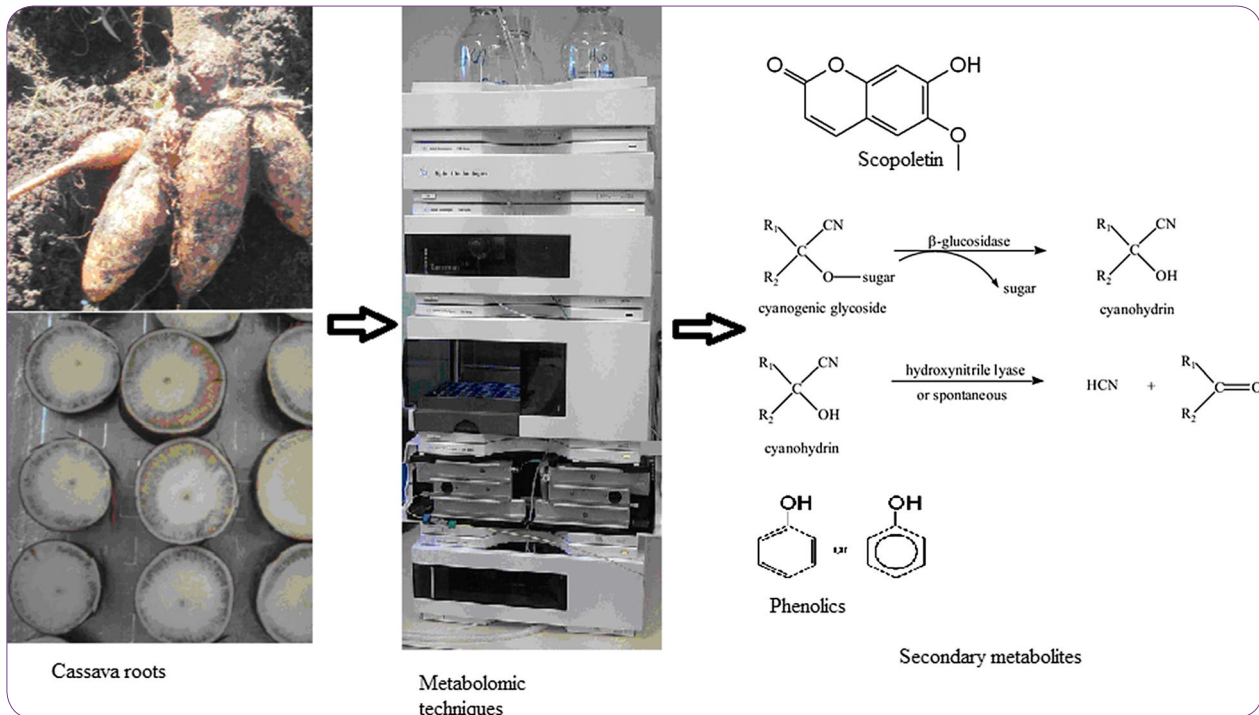 O
O
OH
O
Scopoletin
R1
CN
C
R2
O—sugar
cyanogenic glycoside
β-glucosidase
sugar
R1
CN
C
R2
OH
cyanohydrin
R1
CN
C
R2
OH
cyanohydrin
hydroxynitrile lyase
or spontaneous
HCN
+
R1
C=O
R2
OH
or
OH
Phenolics
Cassava roots
Metabolomic
techniques
Secondary metabolites